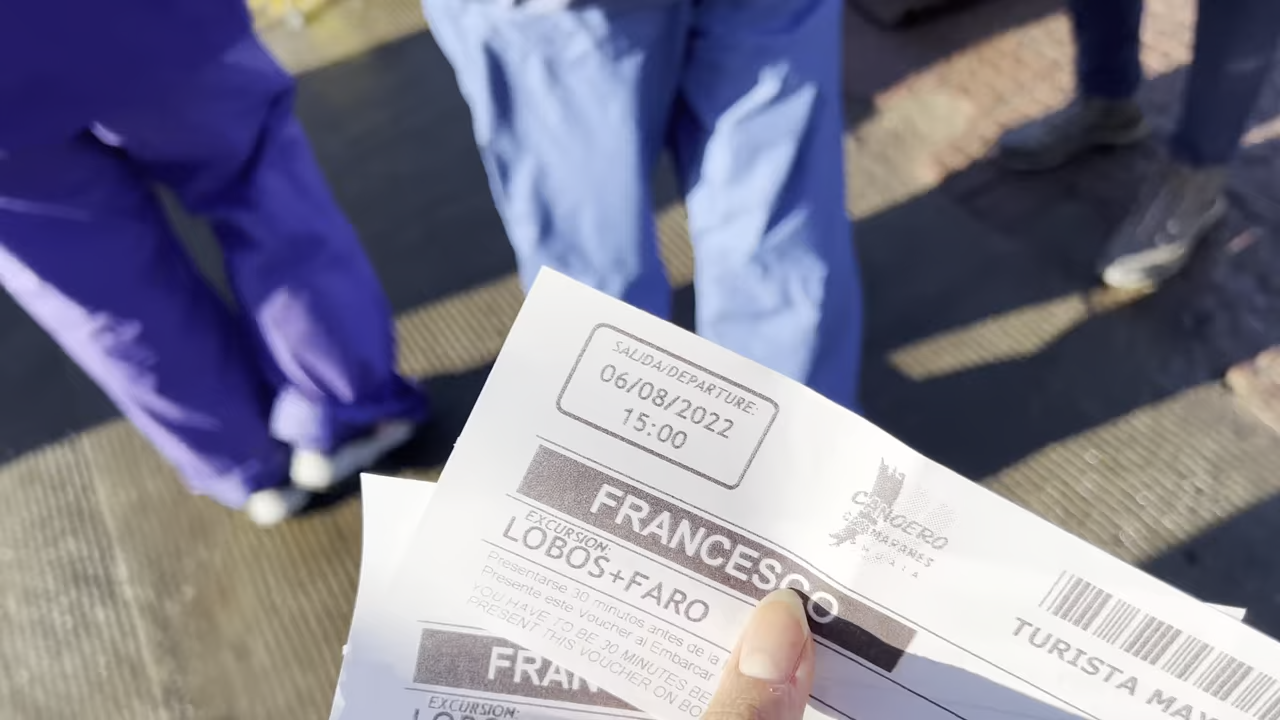 SALIDA/DEPARTURE:
06/08/2022
15:00
FRANCESCO
EXCURSION:
LOBOS+FARO
Presentarse 30 minutos antes de la
Presente este Voucher al Embarcar
YOU HAVE TO BE 30 MINUTES BE
PRESENT THIS VOUCHER ON BO
CANOERO
CATAMARANES
TURISTA MAY
FRAN
EXCURSION: